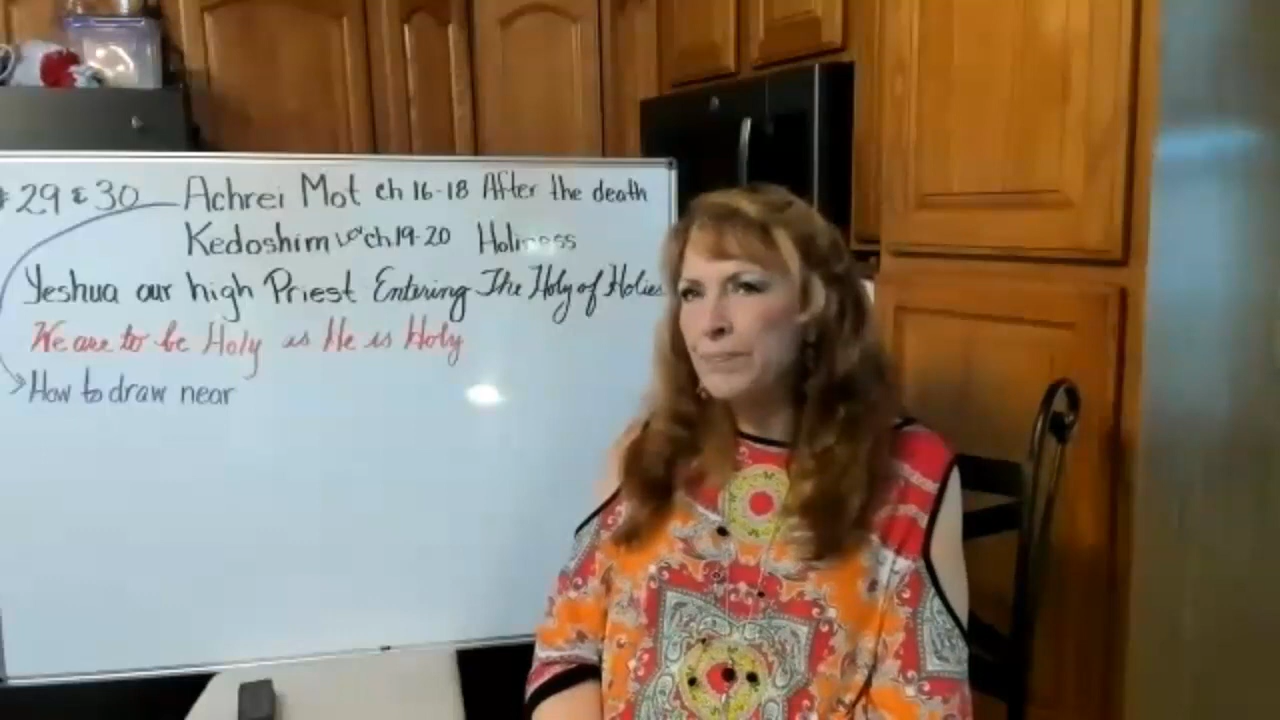 # 29 & 30 Achrei Mot ch 16-18 After the death
Kedoshim ch 19-20 Holiness
Yeshua our high Priest Entering The Holy of Holies
We are to be Holy as He is Holy
How to draw near